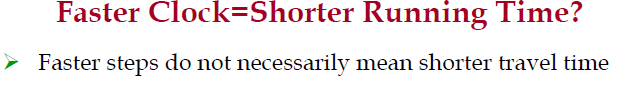 Faster Clock=Shorter Running Time?
Faster steps do not necessarily mean shorter travel time